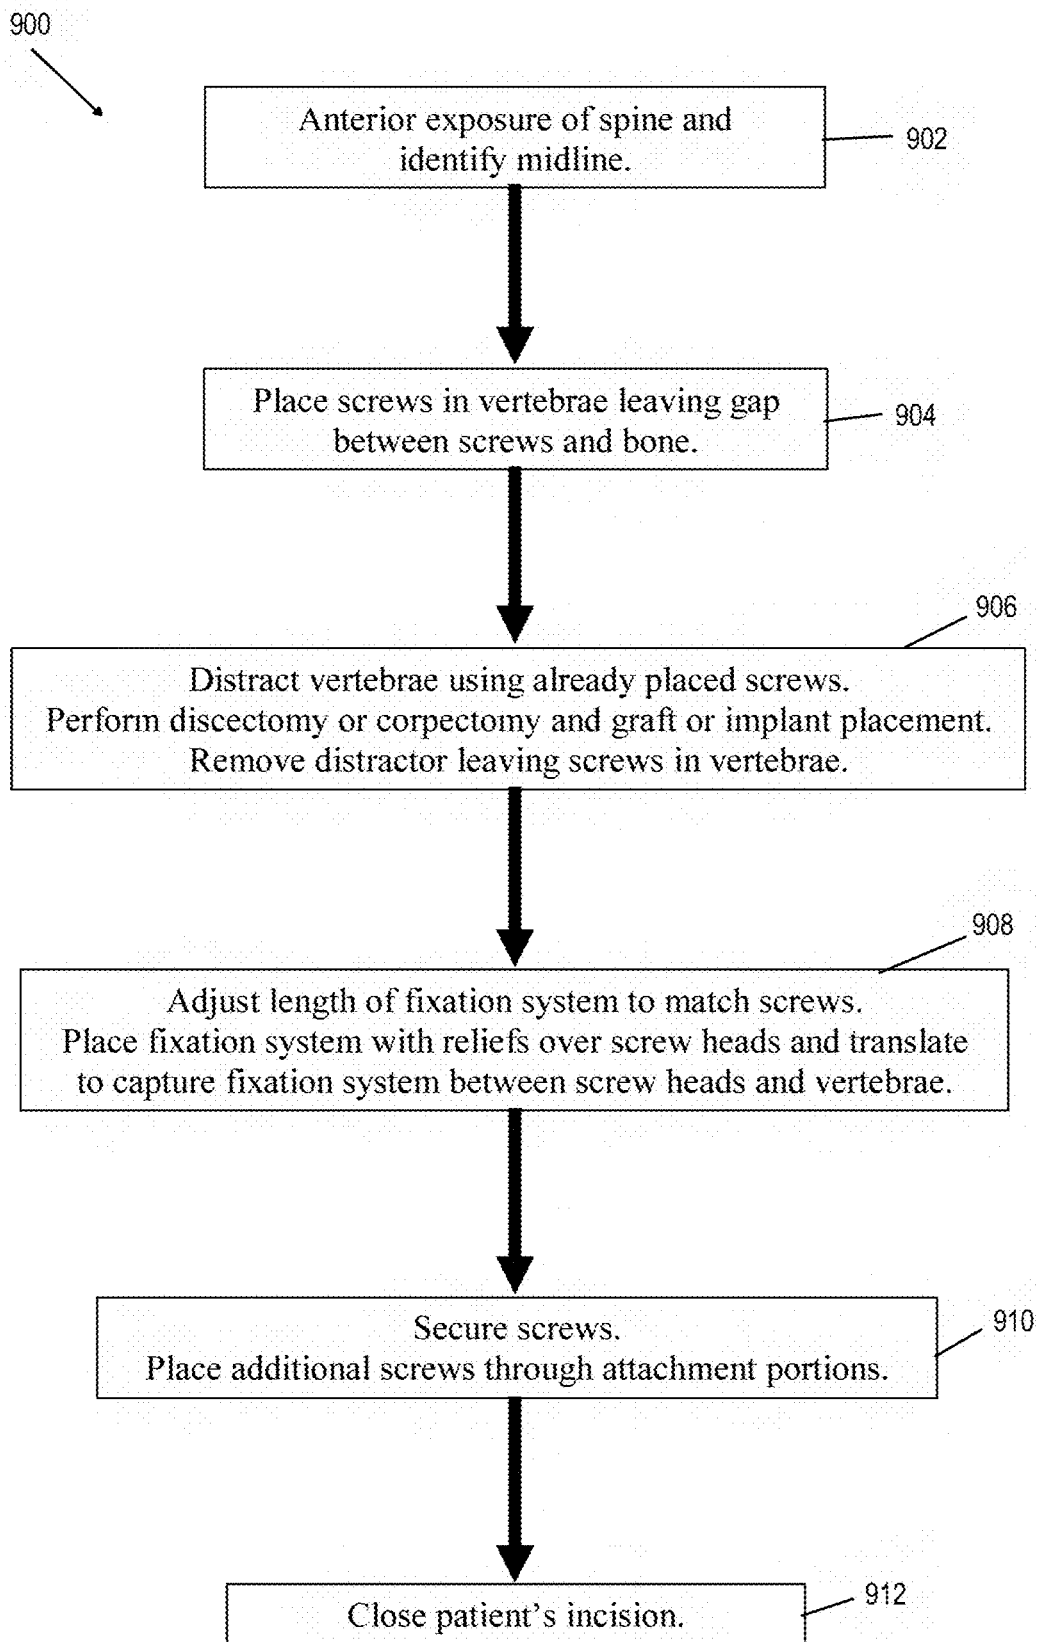 900
Anterior exposure of spine and
identify midline.
902
Place screws in vertebrae leaving gap
between screws and bone.
904
906
Distract vertebrae using already placed screws.
Perform discectomy or corpectomy and graft or implant placement.
Remove distractor leaving screws in vertebrae.
908
Adjust length of fixation system to match screws.
Place fixation system with reliefs over screw heads and translate
to capture fixation system between screw heads and vertebrae.
Secure screws.
Place additional screws through attachment portions.
910
Close patient's incision.
912